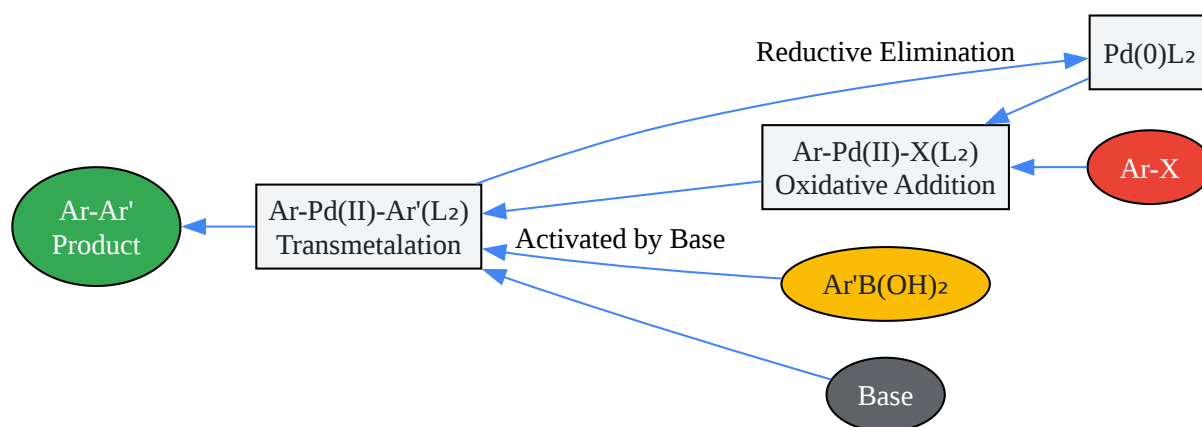 Reductive Elimination
Pd(0)L₂
Ar-Pd(II)-X(L₂)
Oxidative Addition
Ar-X
Ar-Ar'
Product
Ar-Pd(II)-Ar'(L₂)
Transmetalation
Activated by Base
Ar'B(OH)₂
Base